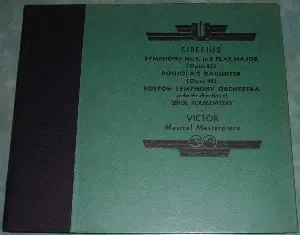 SIBELIUS
SYMPHONY No. 5, in E FLAT MAJOR
(Opus 82)
POHJOLA'S DAUGHTER
(Opus 49)
BOSTON SYMPHONY ORCHESTRA
under the direction of
SERGE KOUSSEVITZKY
VICTOR
Musical Masterpiece